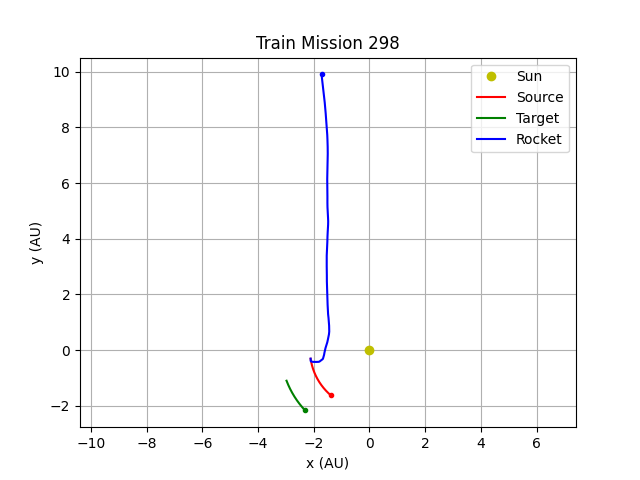 Train Mission 298
Sun
Source
Target
Rocket
10
8
6
4
2
0
−2
y (AU)
−10
−8
−6
−4
−2
0
2
4
6
x (AU)